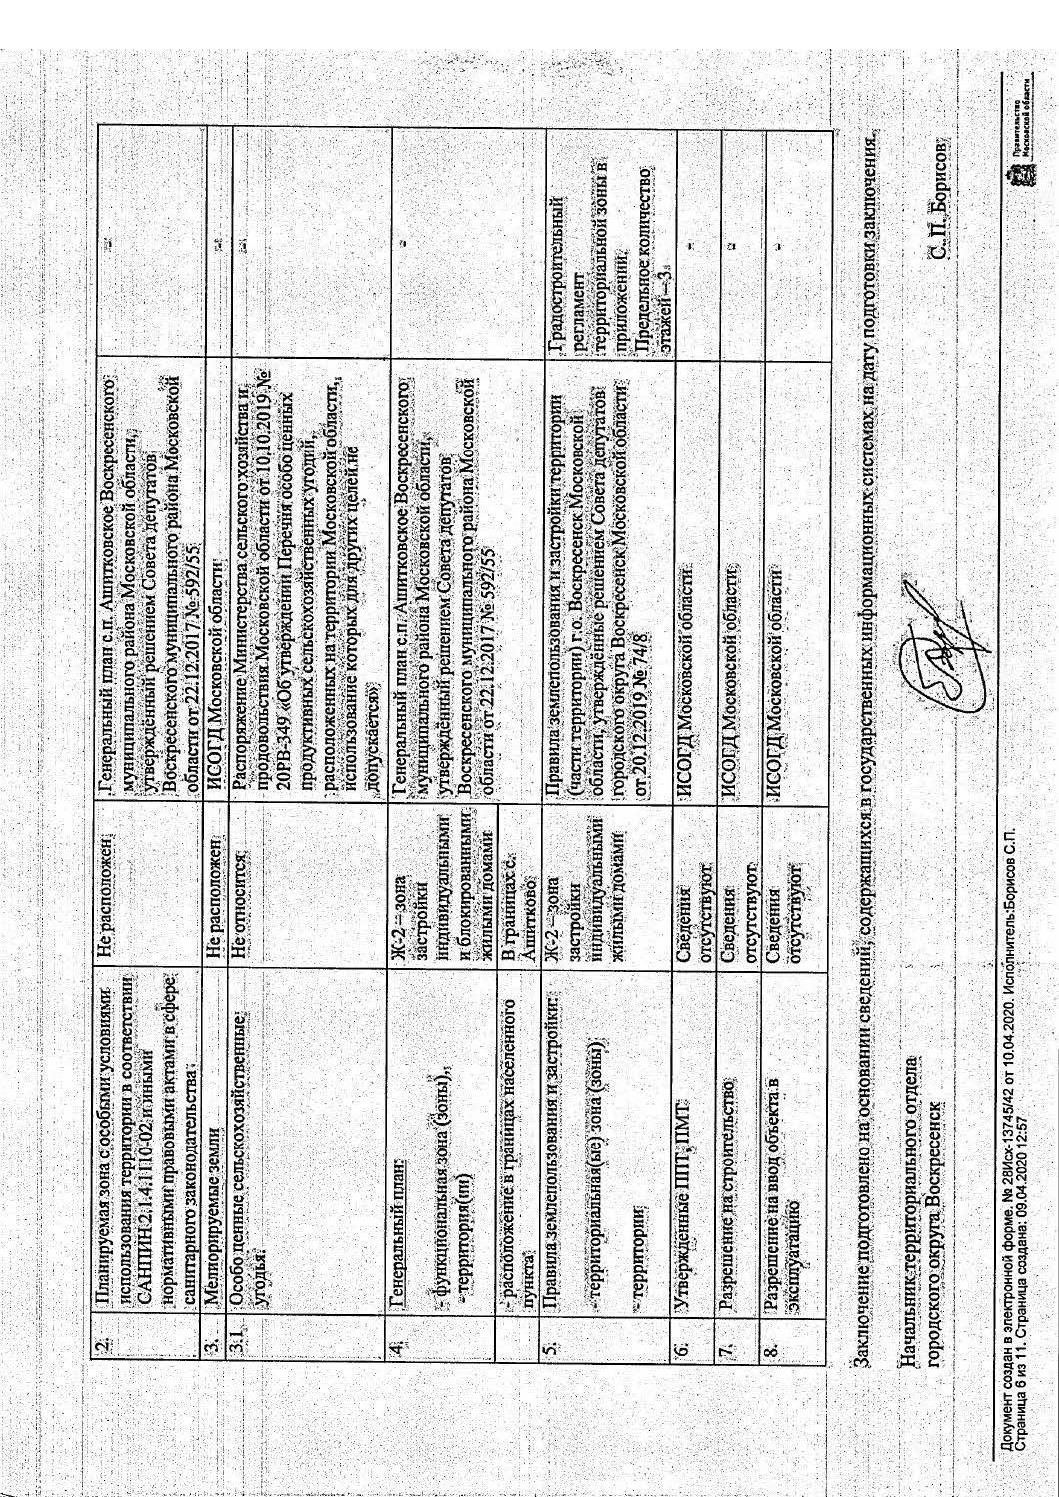 2.
Планируемая зона с особыми условиями
использования территории в соответствии
САНПИН 2.1.4.1110-02 и иными
нормативными правовыми актами в сфере
санитарного законодательства
Не расположен
Генеральный план с.п. Ашитковское Воскресенского
муниципального района Московской области,
утверждённый решением Совета депутатов
Воскресенского муниципального района Московской
области от 22.12.2017 № 592/55
-
3.
Мелиорируемые земли
Не расположен
ИСОГД Московской области
-
3.1
Особо ценные сельскохозяйственные
угодья
Не относится
Распоряжение Министерства сельского хозяйства и
продовольствия Московской области от 10.10.2019 №
20РВ-349 «Об утверждении Перечня особо ценных
продуктивных сельскохозяйственных угодий,
расположенных на территории Московской области,
использование которых для других целей не
допускается»
-
4.
Генеральный план:
- функциональная зона (зоны),
- территория(ии)
Ж-2 – зона
застройки
индивидуальными
и блокированными
жилыми домами
Генеральный план с.п. Ашитковское Воскресенского
муниципального района Московской области,
утверждённый решением Совета депутатов
Воскресенского муниципального района Московской
области от 22.12.2017 № 592/55
-
- расположение в границах населенного
пункта
В границах с.
Ашитково
5.
Правила землепользования и застройки:
- территориальная(ые) зона (зоны)
- территории
Ж-2 – зона
застройки
индивидуальными
жилыми домами
Правила землепользования и застройки территории
(части территории) г.о. Воскресенск Московской
области, утверждённые решением Совета депутатов
городского округа Воскресенск Московской области
от 20.12.2019 № 74/8
Градостроительный
регламент
территориальной зоны в
приложении.
Предельное количество
этажей – 3.
6.
Утвержденные ППТ, ПМТ
Сведения
отсутствуют
ИСОГД Московской области
-
7.
Разрешение на строительство
Сведения
отсутствуют
ИСОГД Московской области
-
8.
Разрешение на ввод объекта в
эксплуатацию
Сведения
отсутствуют
ИСОГД Московской области
-
Заключение подготовлено на основании сведений, содержащихся в государственных информационных системах на дату подготовки заключения.
Начальник территориального отдела
городского округа Воскресенск
С. П. Борисов
Документ создан в электронной форме. № 28Исх-13745/42 от 10.04.2020. Исполнитель:Борисов С.П.
Страница 6 из 11. Страница создана: 09.04.2020 12:57
Правительство
Московской области